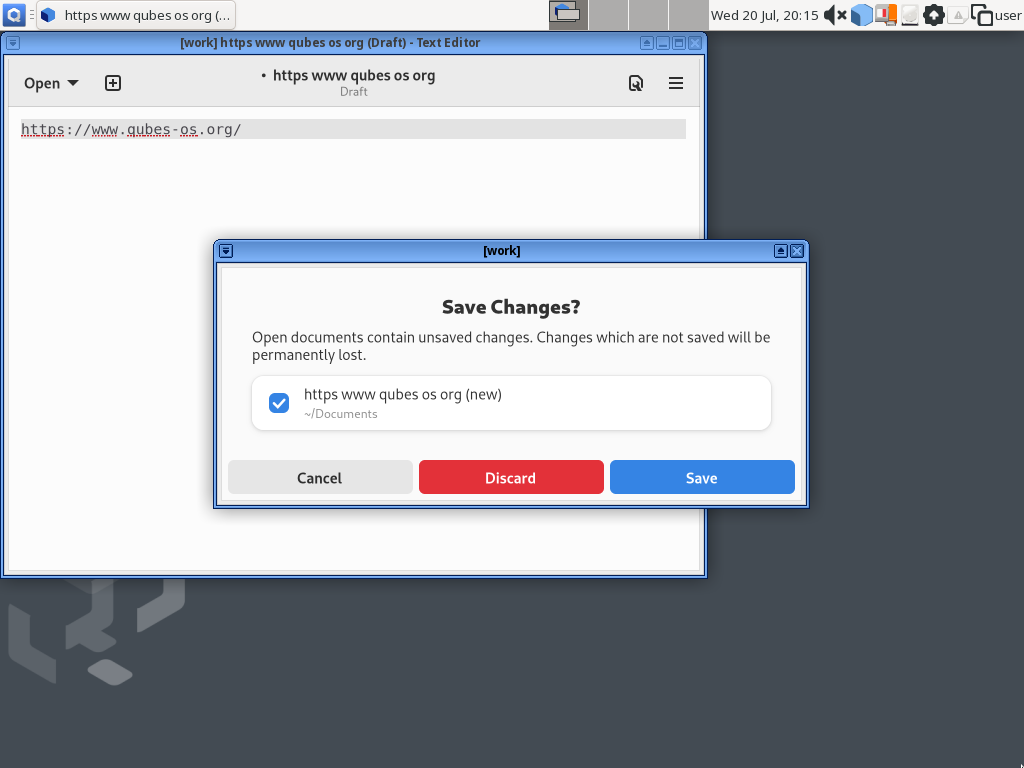 https www qubes os org (...
Wed 20 Jul, 20:15
user
[work] https www qubes os org (Draft) - Text Editor
Open
• https www qubes os org
Draft
https://www.qubes-os.org/
[work]
Save Changes?
Open documents contain unsaved changes. Changes which are not saved will be
permanently lost.
https www qubes os org (new)
~/Documents
Cancel
Discard
Save